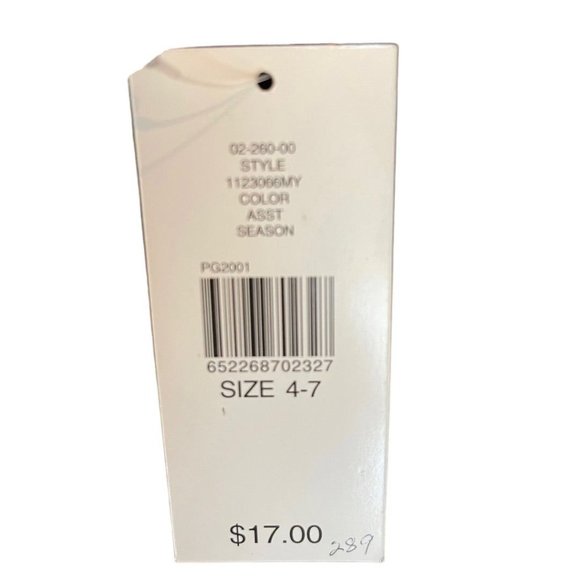 02-260-00
STYLE
1123066MY
COLOR
ASST
SEASON
PG2001
652268702327
SIZE 4-7
$17.00
289